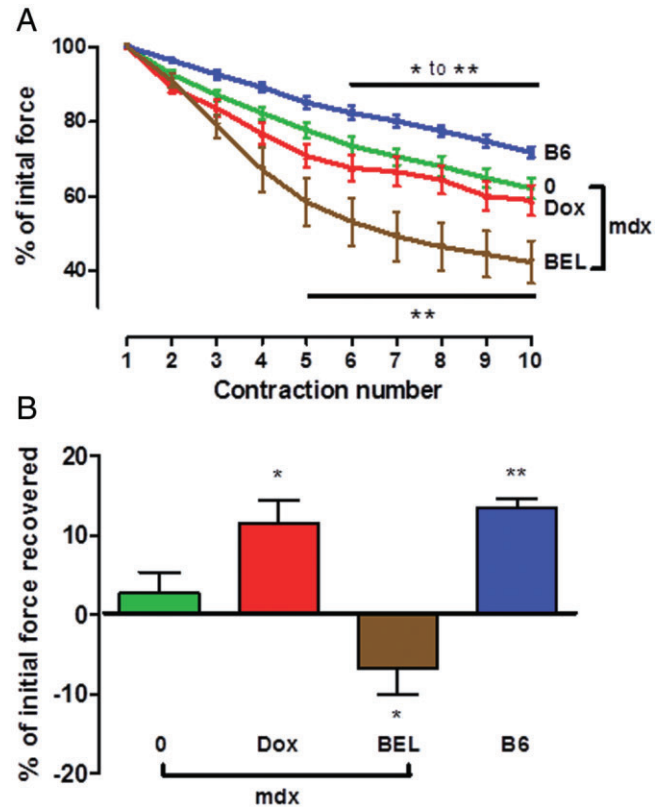 A
% of inital force
100
80
60
40
* to **
B6
0
Dox
BEL
mdx
**
1 2 3 4 5 6 7 8 9 10
Contraction number
B
% of initial force recovered
20
10
0
-10
-20
*
**
*
0 Dox BEL B6
mdx